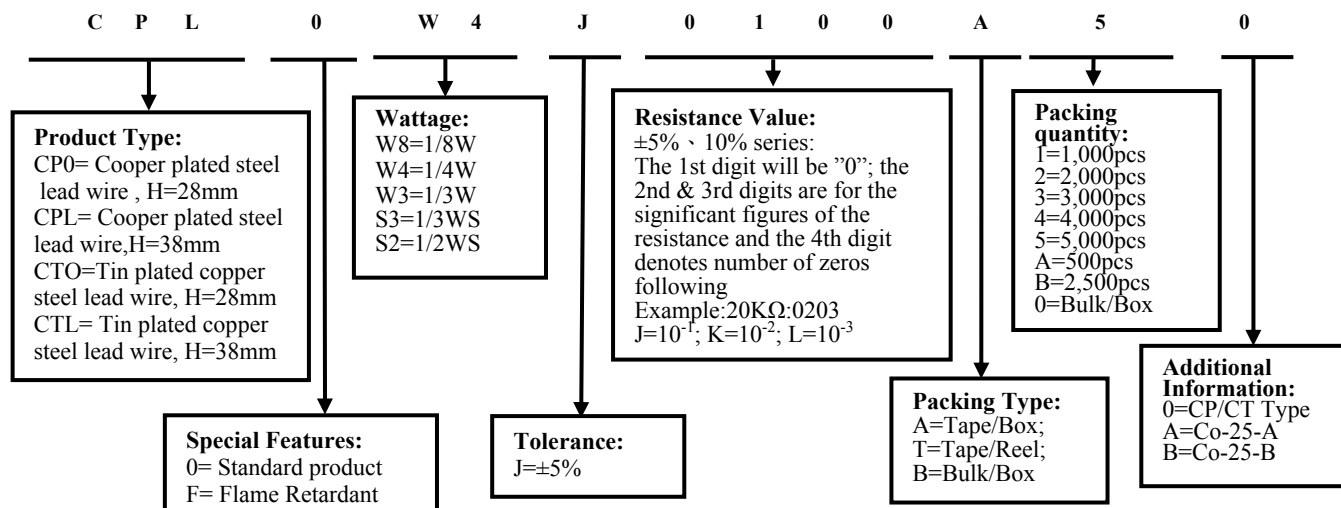 C P L 0 W 4 J 0 1 0 0 A 5 0
Product Type:
CP0= Cooper plated steel
lead wire , H=28mm
CPL= Cooper plated steel
lead wire,H=38mm
CTO=Tin plated copper
steel lead wire, H=28mm
CTL= Tin plated copper
steel lead wire, H=38mm
Special Features:
0= Standard product
F= Flame Retardant
Wattage:
W8=1/8W
W4=1/4W
W3=1/3W
S3=1/3WS
S2=1/2WS
Tolerance:
J=±5%
Resistance Value:
±5%、10% series:
The 1st digit will be ”0”; the
2nd & 3rd digits are for the
significant figures of the
resistance and the 4th digit
denotes number of zeros
following
Example:20KΩ:0203
J=10⁻¹; K=10⁻²; L=10⁻³
Packing Type:
A=Tape/Box;
T=Tape/Reel;
B=Bulk/Box
Packing
quantity:
1=1,000pcs
2=2,000pcs
3=3,000pcs
4=4,000pcs
5=5,000pcs
A=500pcs
B=2,500pcs
0=Bulk/Box
Additional
Information:
0=CP/CT Type
A=Co-25-A
B=Co-25-B